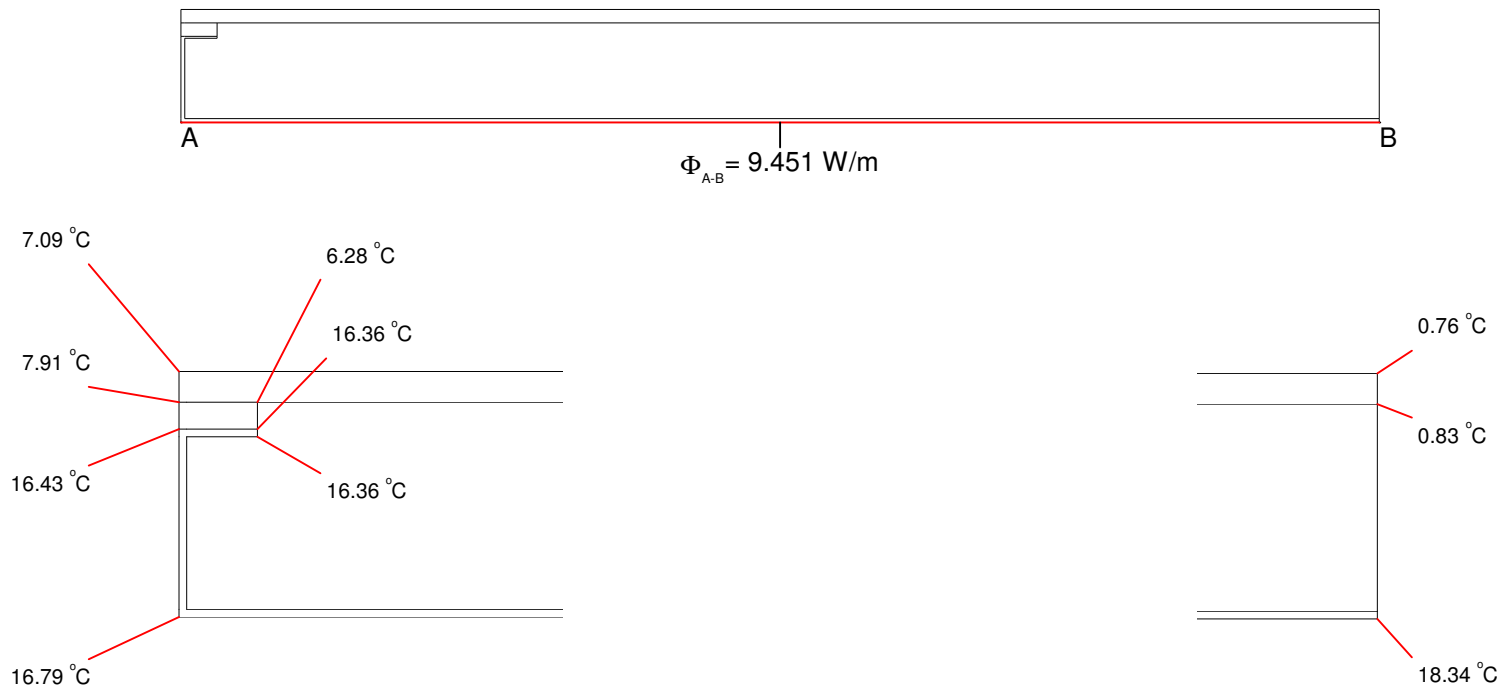 A
B
ΦA-B= 9.451 W/m
7.09 °C
6.28 °C
16.36 °C
0.76 °C
7.91 °C
0.83 °C
16.43 °C
16.36 °C
16.79 °C
18.34 °C